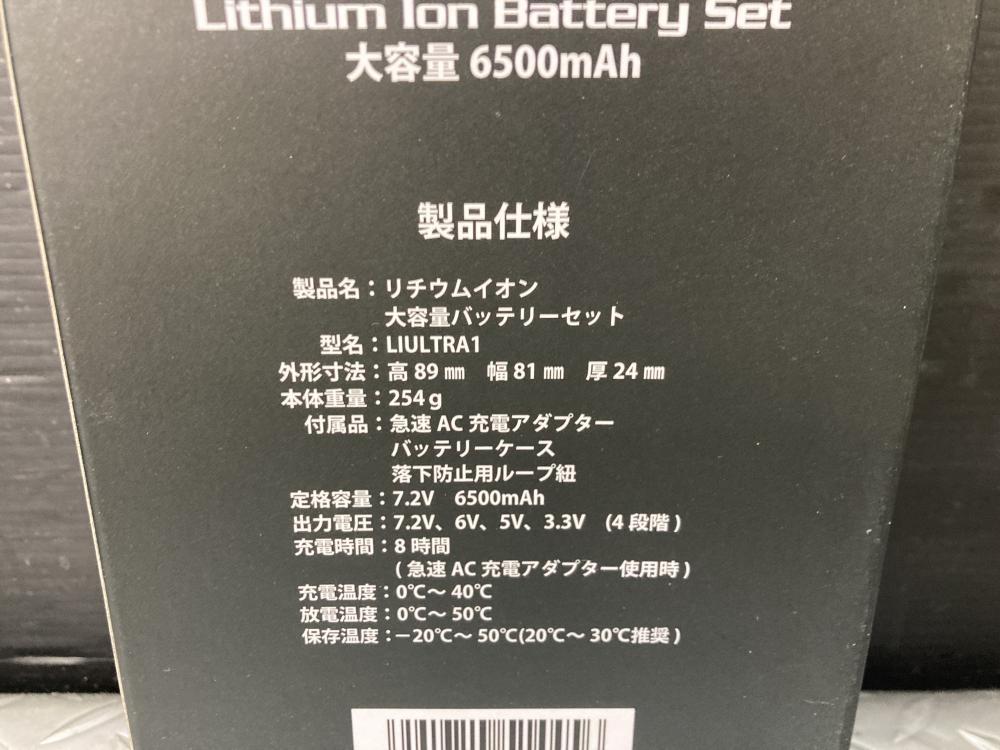 Lithium Ion Battery Set
大容量 6500mAh
製品仕様
製品名：リチウムイオン
大容量バッテリーセット
型名：LIULTRA1
外形寸法：高 89 ㎜　幅 81 ㎜　厚 24 ㎜
本体重量：254 g
付属品：急速 AC 充電アダプター
バッテリーケース
落下防止用ループ紐
定格容量：7.2V　6500mAh
出力電圧：7.2V、6V、5V、3.3V　(4 段階 )
充電時間：8 時間
( 急速 AC 充電アダプター使用時 )
充電温度：0℃～ 40℃
放電温度：0℃～ 50℃
保存温度：－20℃～ 50℃(20℃～ 30℃推奨 )